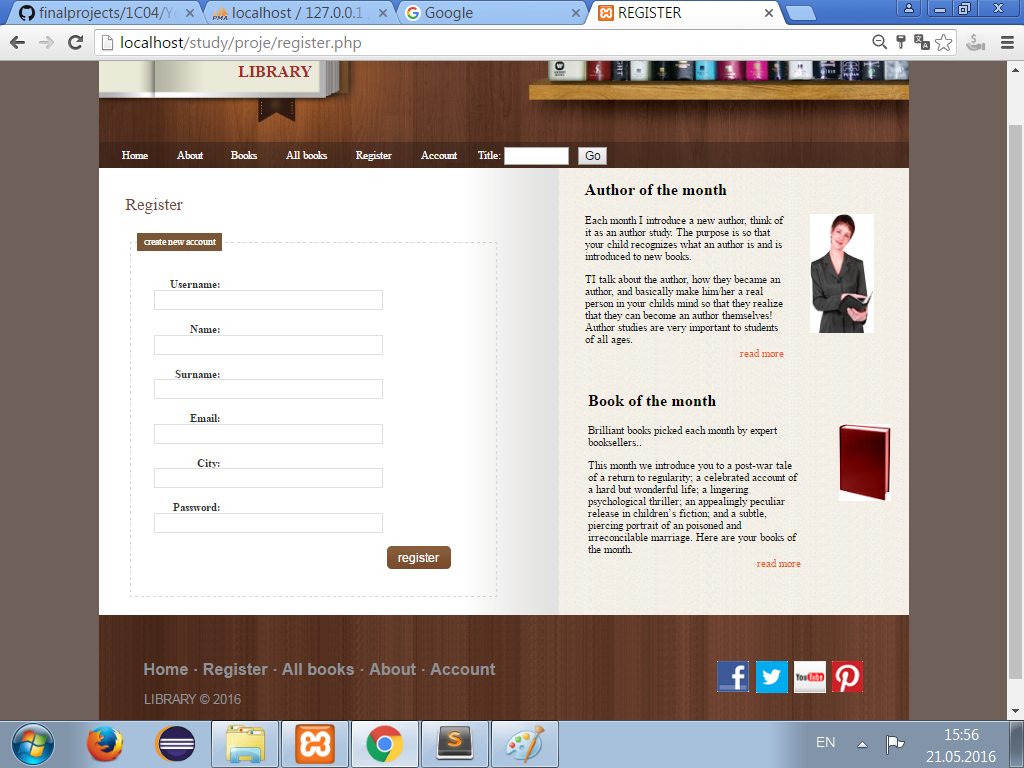 finalprojects/1C04/Y
localhost / 127.0.0.1
Google
REGISTER
localhost/study/proje/register.php
LIBRARY
Home About Books All books Register Account Title: Go
Register
create new account
Username:
Name:
Surname:
Email:
City:
Password:
register
Author of the month
Each month I introduce a new author, think of
it as an author study. The purpose is so that
your child recognizes what an author is and is
introduced to new books.
TI talk about the author, how they became an
author, and basically make him/her a real
person in your childs mind so that they realize
that they can become an author themselves!
Author studies are very important to students
of all ages.
read more
Book of the month
Brilliant books picked each month by expert
booksellers..
This month we introduce you to a post-war tale
of a return to regularity; a celebrated account of
a hard but wonderful life; a lingering
psychological thriller; an appealingly peculiar
release in children's fiction; and a subtle,
piercing portrait of an poisoned and
irreconcilable marriage. Here are your books of
the month.
read more
Home · Register · All books · About · Account
LIBRARY © 2016
You Tube
EN
15:56
21.05.2016